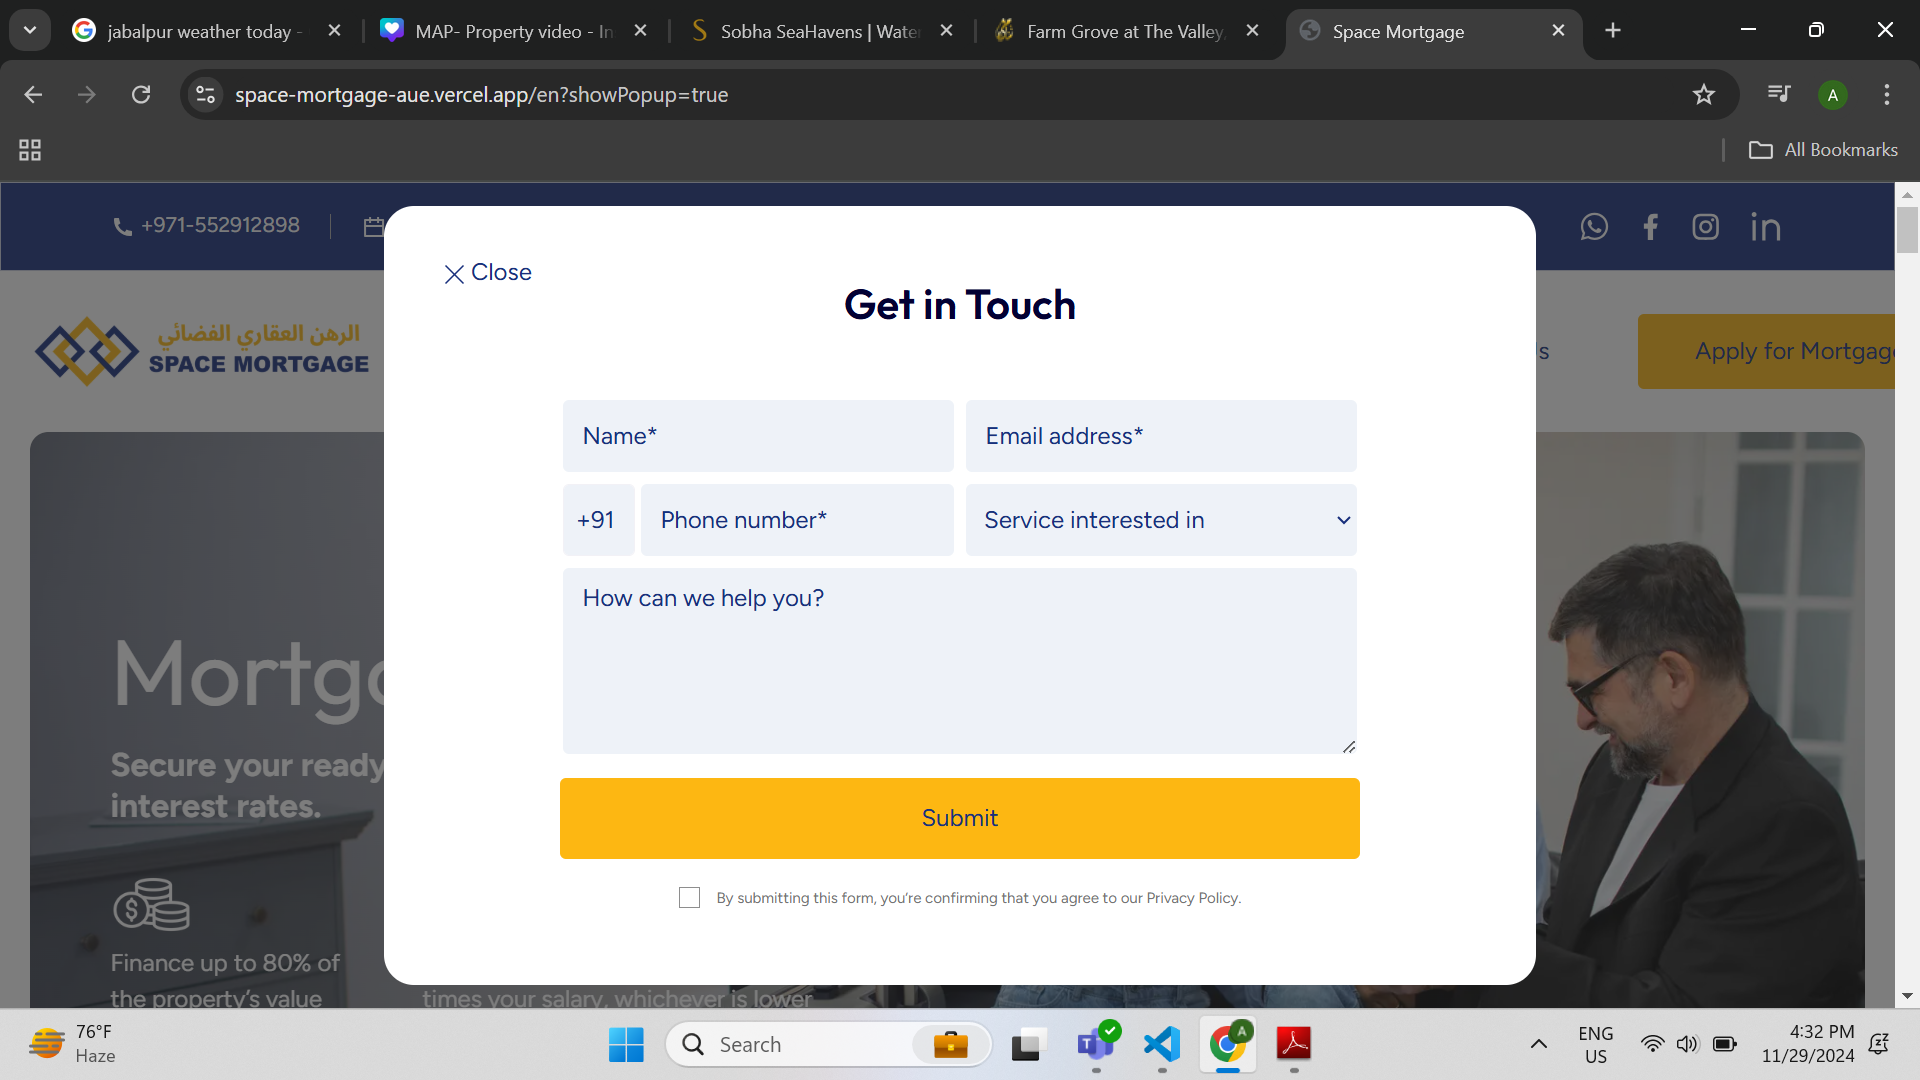 jabalpur weather today -
MAP- Property video - In
Sobha SeaHavens | Water
Farm Grove at The Valley,
Space Mortgage
space-mortgage-aue.vercel.app/en?showPopup=true
A
All Bookmarks
+971-552912898
الرهن العقاري الفضائي
SPACE MORTGAGE
Apply for Mortgage
Close
Get in Touch
Name*
Email address*
+91
Phone number*
Service interested in
How can we help you?
Submit
By submitting this form, you're confirming that you agree to our Privacy Policy.
Mortga
Secure your ready
interest rates.
Finance up to 80% of
the property's value
times your salary, whichever is lower
76°F
Haze
Search
ENG
US
4:32 PM
11/29/2024